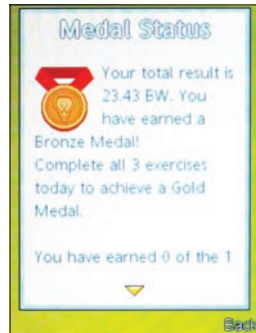 Medal Status
Your total result is
23.43 BW. You
have earned a
Bronze Medal!
Complete all 3 exercises
today to achieve a Gold
Medal.
You have earned 0 of the 1
Back